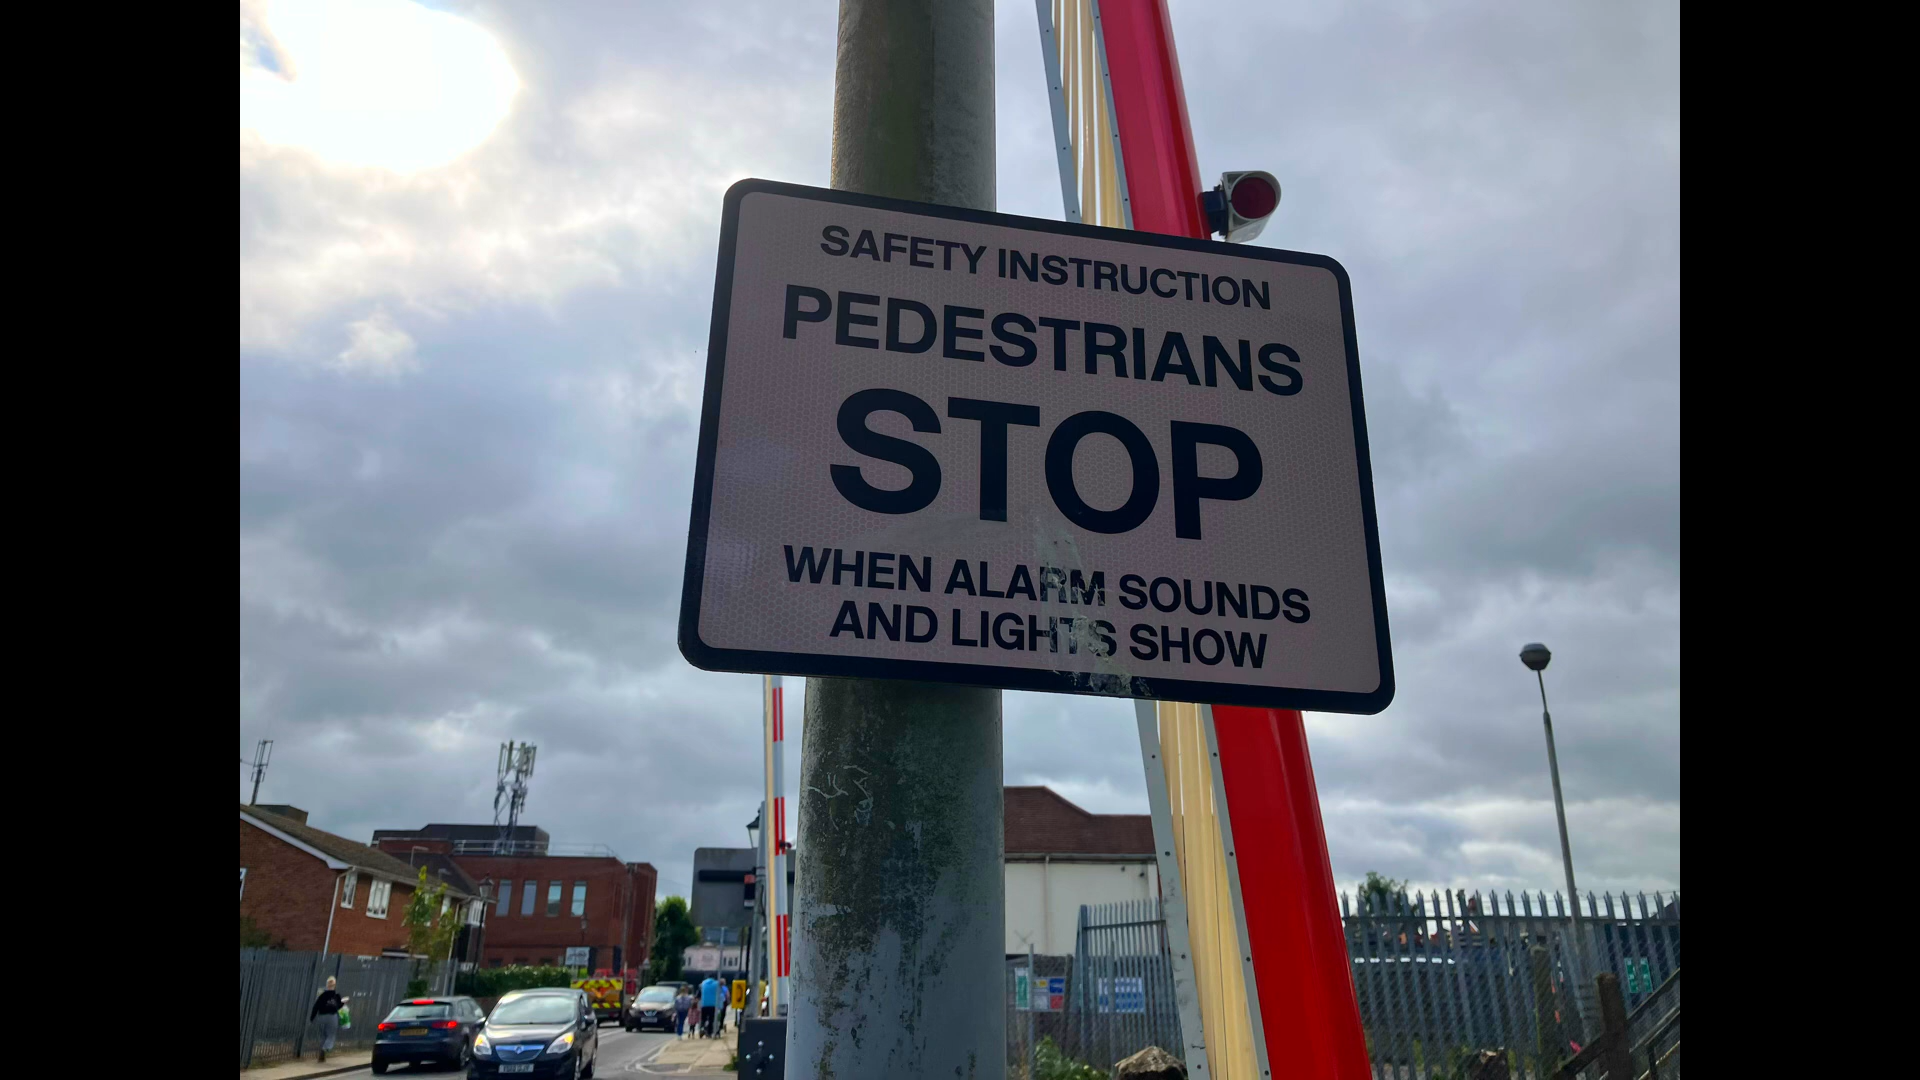 SAFETY INSTRUCTION
PEDESTRIANS
STOP
WHEN ALARM SOUNDS
AND LIGHTS SHOW